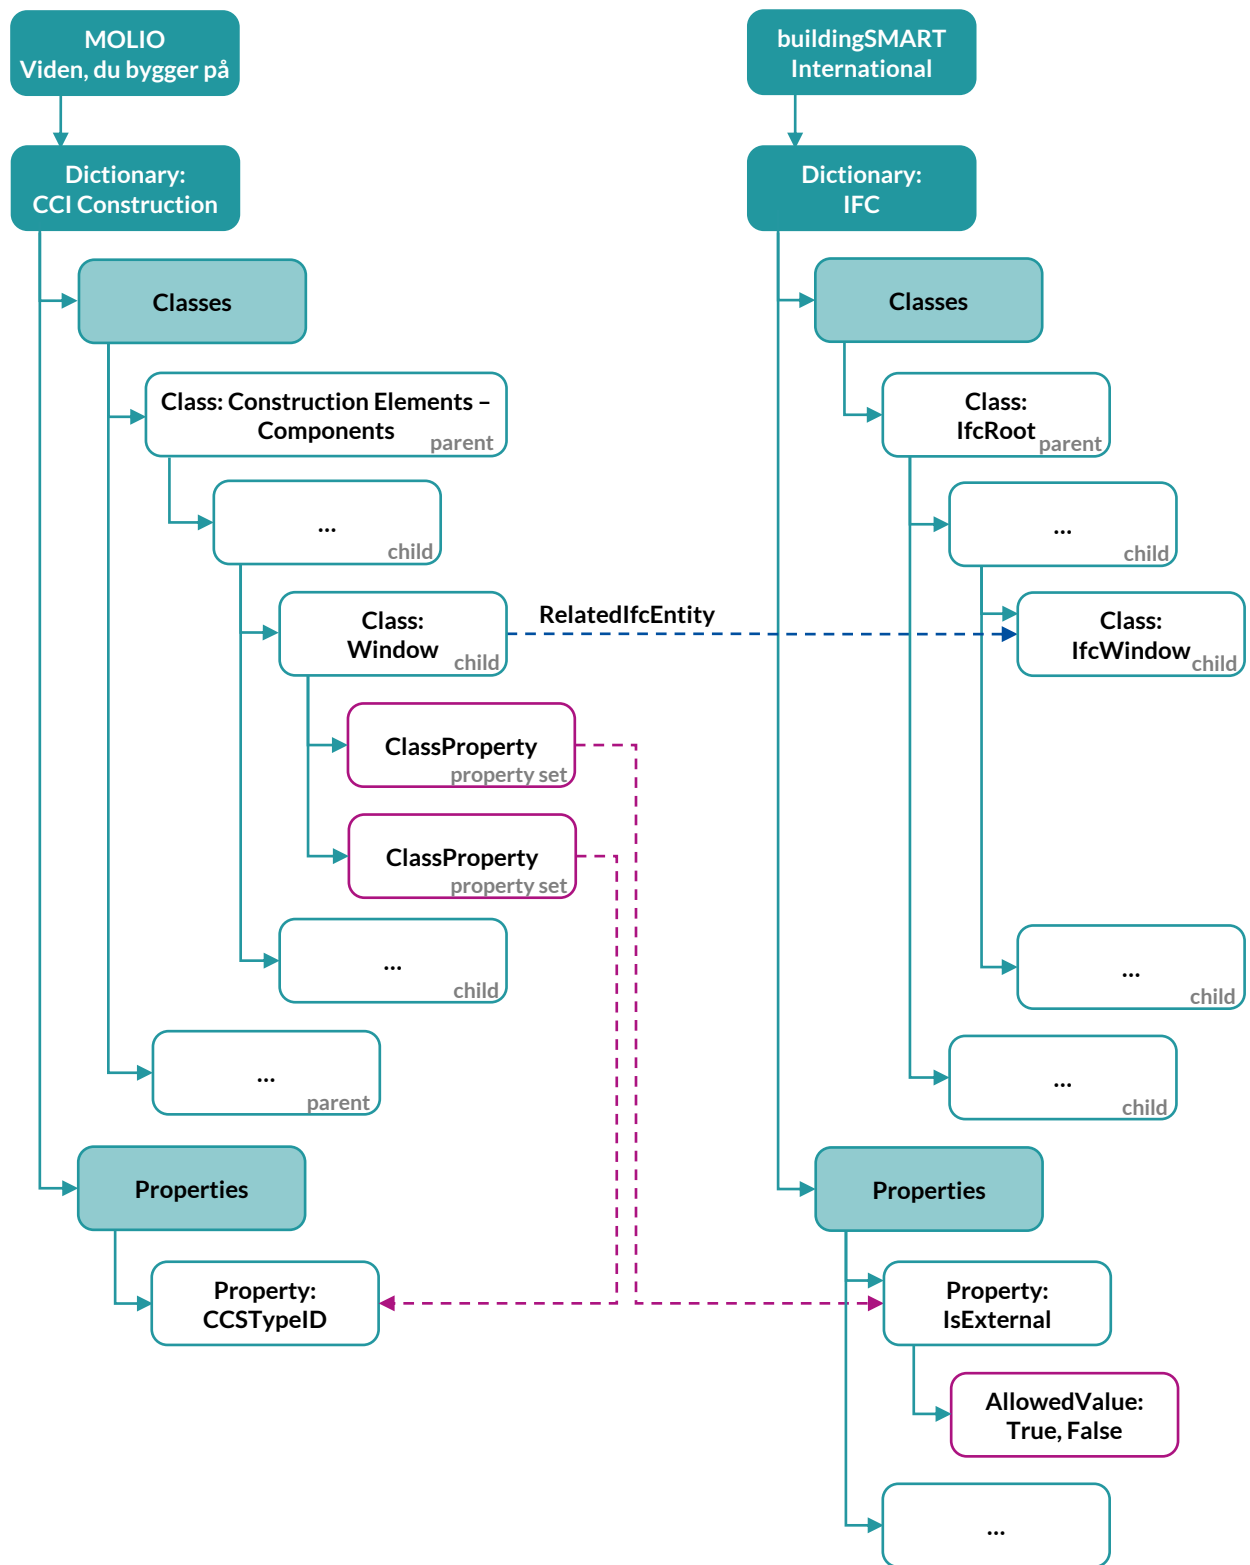 MOLIO
Viden, du bygger på
Dictionary:
CCI Construction
Classes
Class: Construction Elements –
Components
parent
...
child
Class:
Window
child
RelatedIfcEntity
ClassProperty
property set
ClassProperty
property set
...
child
...
parent
Properties
Property:
CCSTypeID
buildingSMART
International
Dictionary:
IFC
Classes
Class:
IfcRoot
parent
...
child
Class:
IfcWindow
child
...
child
...
child
Properties
Property:
IsExternal
AllowedValue:
True, False
...